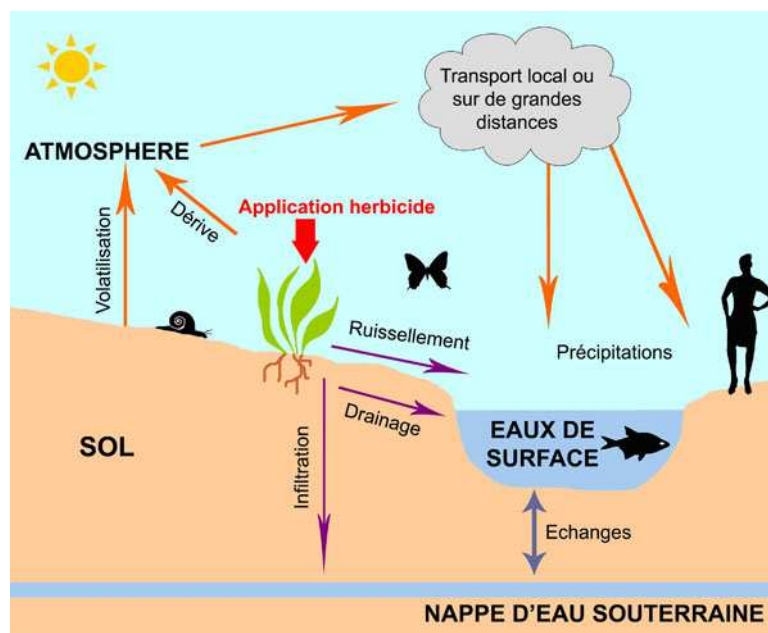 Transport local ou
sur de grandes
distances
ATMOSPHERE
Dérive
Application herbicide
Volatilisation
Ruissellement
Précipitations
Drainage
EAUX DE
SURFACE
SOL
Infiltration
Echanges
NAPPE D'EAU SOUTERRAINE